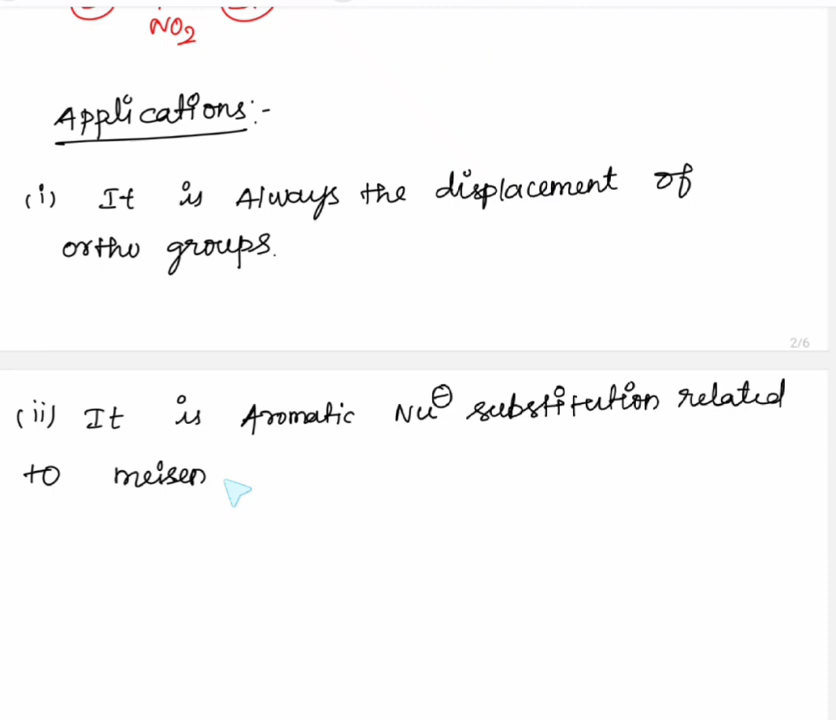 NO2
Applications:-
(i) It is Always the displacement of
ortho groups.
2/6
(ii) It is Aromatic Nu⊖ substitution related
to meisen